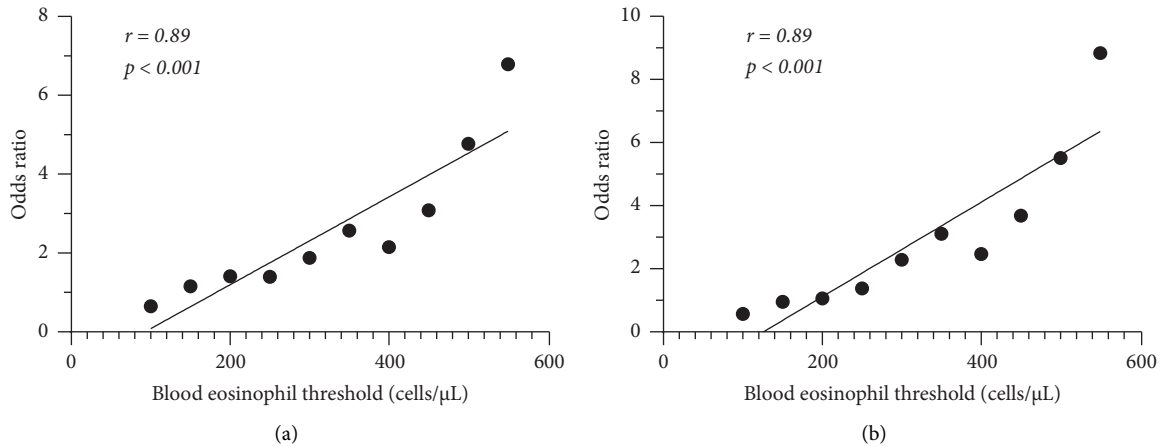 8
6
4
2
0
Odds ratio
r = 0.89
p < 0.001
0
200
400
600
Blood eosinophil threshold (cells/μL)
(a)
10
8
6
4
2
0
Odds ratio
r = 0.89
p < 0.001
0
200
400
600
Blood eosinophil threshold (cells/μL)
(b)